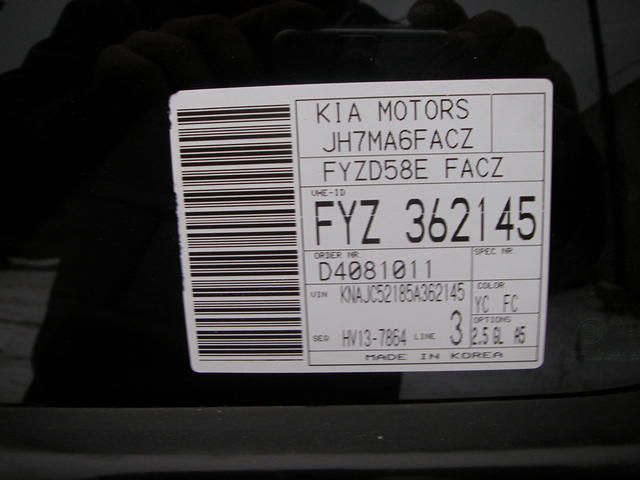 KIA MOTORS
JH7MA6FACZ
FYZD58E FACZ
VHE-ID
FYZ 362145
ORDER NR.
D4081011
SPEC NR.
VIN KNAJC52185A362145
COLOR
YC FC
SEQ HV13-7864 LINE 3
OPTIONS
2.5 GL A5
MADE IN KOREA